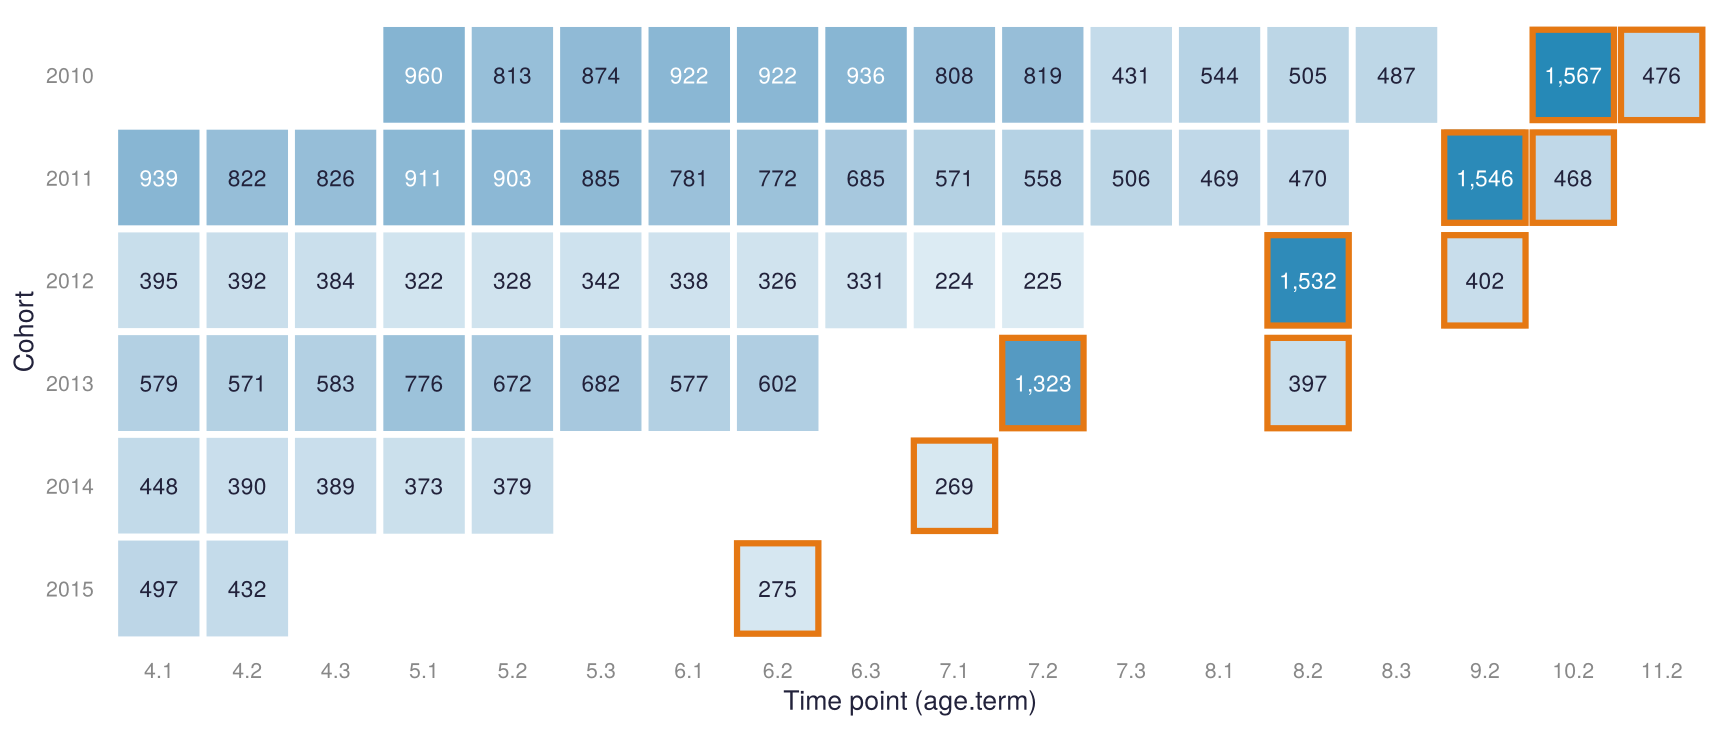 2010 960 813 874 922 922 936 808 819 431 544 505 487 1,567 476
2011 939 822 826 911 903 885 781 772 685 571 558 506 469 470 1,546 468
2012 395 392 384 322 328 342 338 326 331 224 225 1,532 402
2013 579 571 583 776 672 682 577 602 1,323 397
2014 448 390 389 373 379 269
2015 497 432 275
Cohort
4.1 4.2 4.3 5.1 5.2 5.3 6.1 6.2 6.3 7.1 7.2 7.3 8.1 8.2 8.3 9.2 10.2 11.2
Time point (age.term)